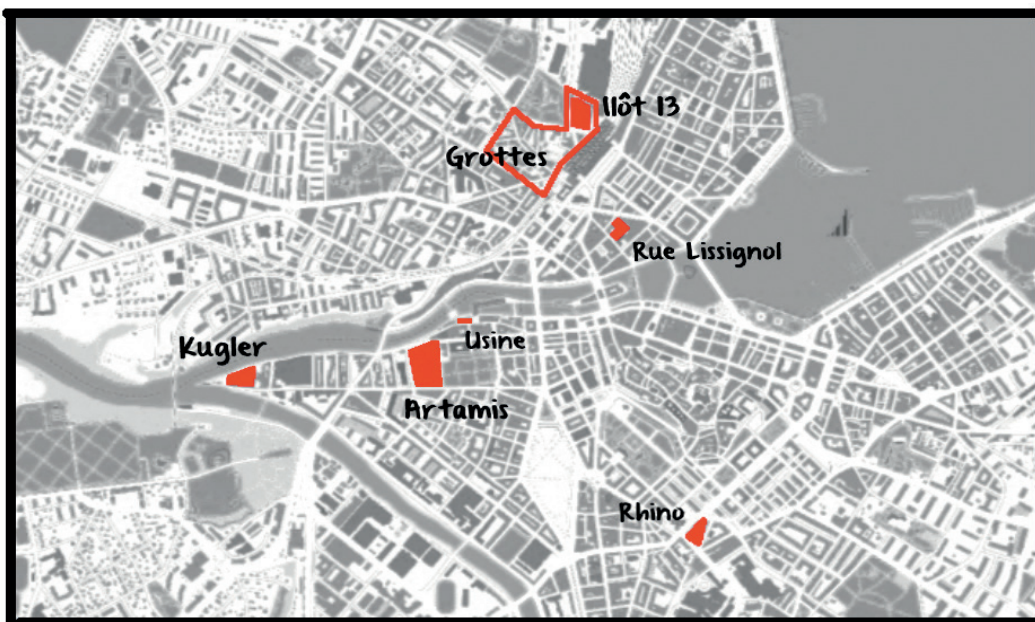 Ilôt 13
Grottes
Rue Lissignol
Usine
Kugler
Artamis
Rhino